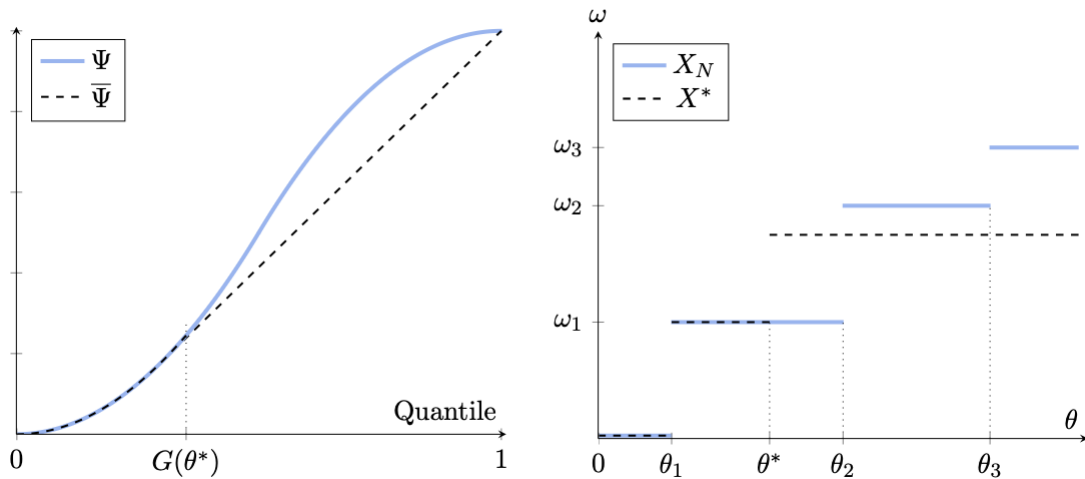 Ψ
Ψ̅
Quantile
0
G(θ*)
1
ω
X_N
X*
ω₃
ω₂
ω₁
θ
0
θ₁
θ*
θ₂
θ₃